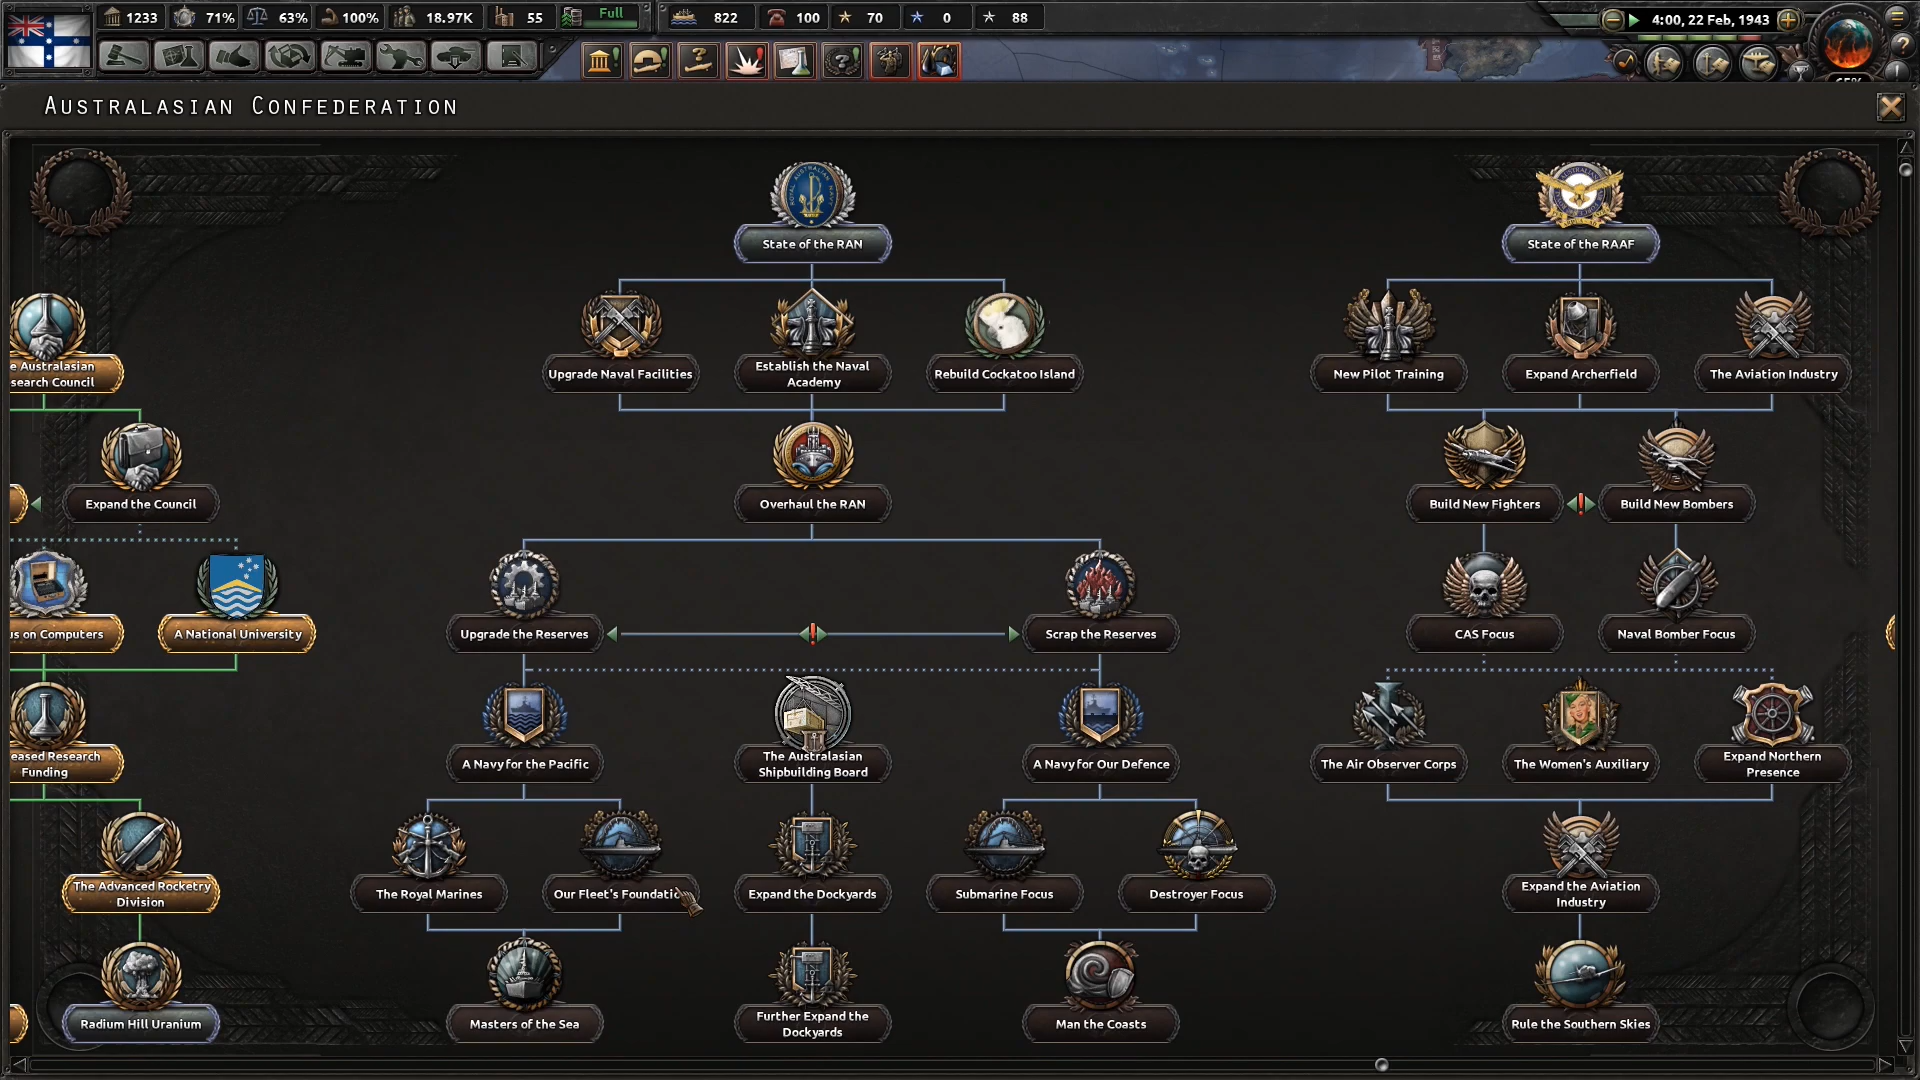 1233
71%
63%
100%
18.97K
55
Full
822
100
70
0
88
4:00, 22 Feb, 1943
65%
AUSTRALASIAN CONFEDERATION
State of the RAN
State of the RAAF
e Australasian
search Council
Upgrade Naval Facilities
Establish the Naval
Academy
Rebuild Cockatoo Island
New Pilot Training
Expand Archerfield
The Aviation Industry
Expand the Council
Overhaul the RAN
Build New Fighters
Build New Bombers
us on Computers
A National University
Upgrade the Reserves
Scrap the Reserves
CAS Focus
Naval Bomber Focus
eased Research
Funding
A Navy for the Pacific
The Australasian
Shipbuilding Board
A Navy for Our Defence
The Air Observer Corps
The Women's Auxiliary
Expand Northern
Presence
The Advanced Rocketry
Division
The Royal Marines
Our Fleet's Foundatio
Expand the Dockyards
Submarine Focus
Destroyer Focus
Expand the Aviation
Industry
Radium Hill Uranium
Masters of the Sea
Further Expand the
Dockyards
Man the Coasts
Rule the Southern Skies